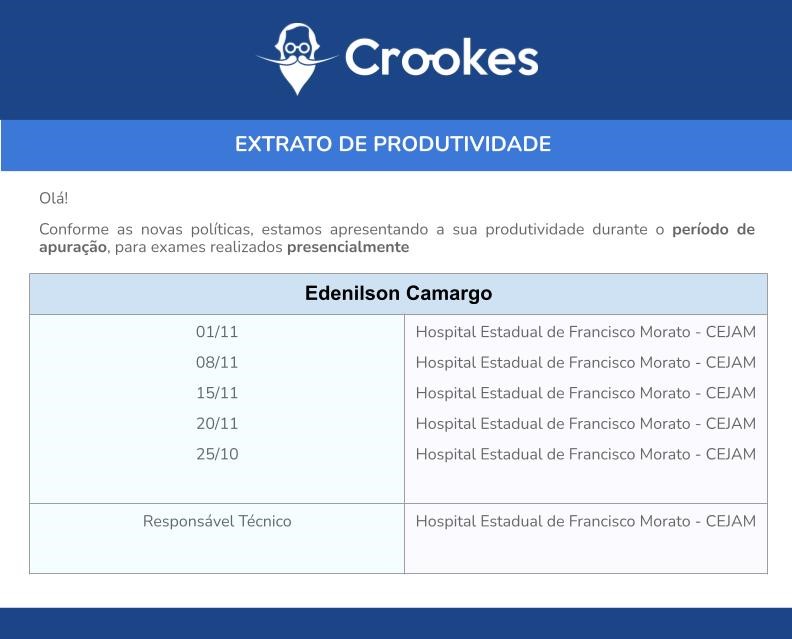 Crookes
EXTRATO DE PRODUTIVIDADE
Olá!
Conforme as novas políticas, estamos apresentando a sua produtividade durante o período de
apuração, para exames realizados presencialmente
Edenilson Camargo
01/11 Hospital Estadual de Francisco Morato - CEJAM
08/11 Hospital Estadual de Francisco Morato - CEJAM
15/11 Hospital Estadual de Francisco Morato - CEJAM
20/11 Hospital Estadual de Francisco Morato - CEJAM
25/10 Hospital Estadual de Francisco Morato - CEJAM
Responsável Técnico Hospital Estadual de Francisco Morato - CEJAM